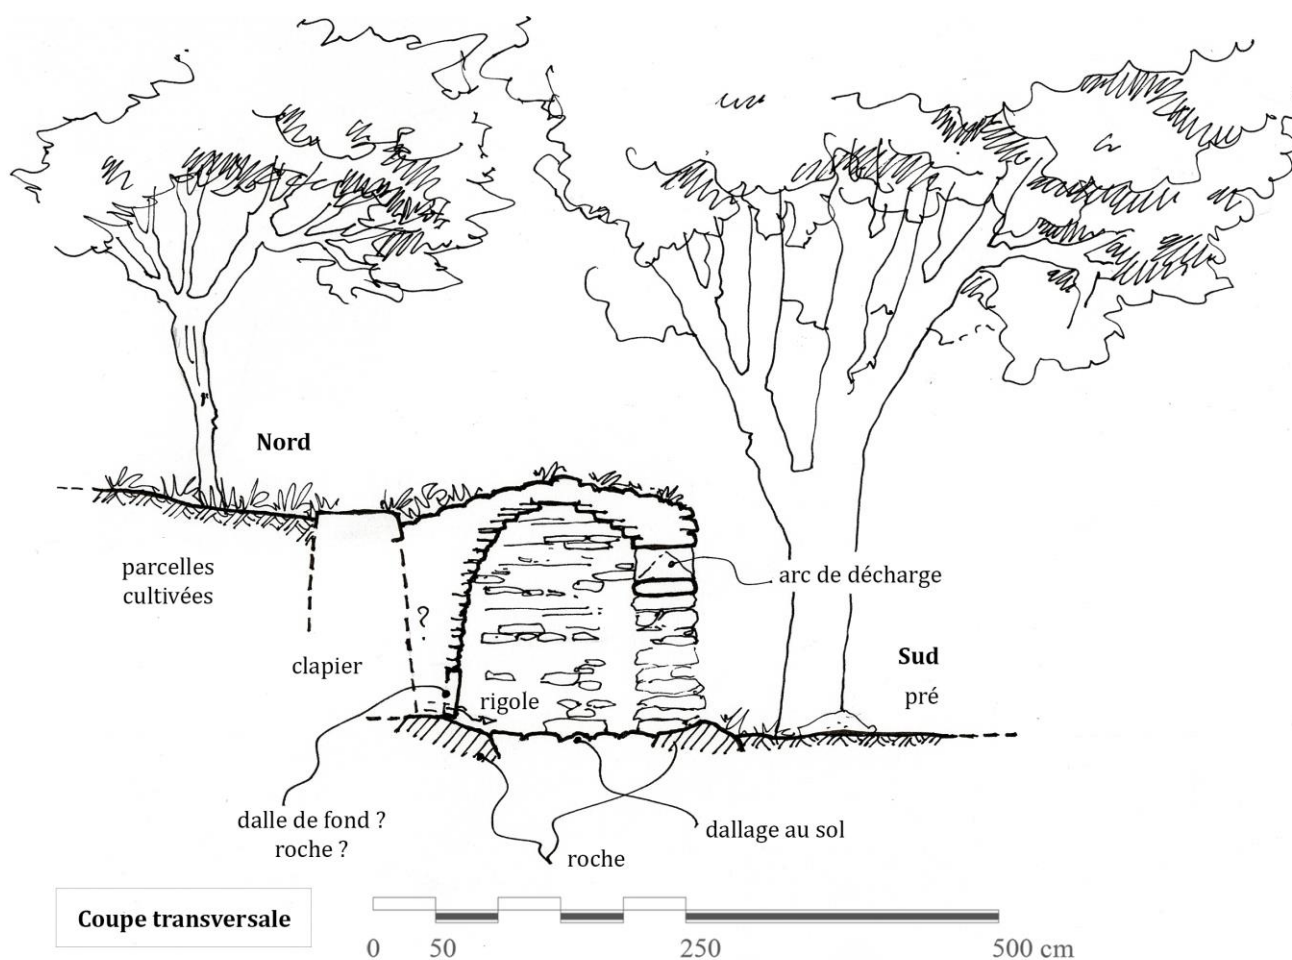 Nord
parcelles
cultivées
?
clapier
arc de décharge
Sud
pré
rigole
dalle de fond ?
roche ?
roche
dallage au sol
Coupe transversale
0 50 250 500 cm